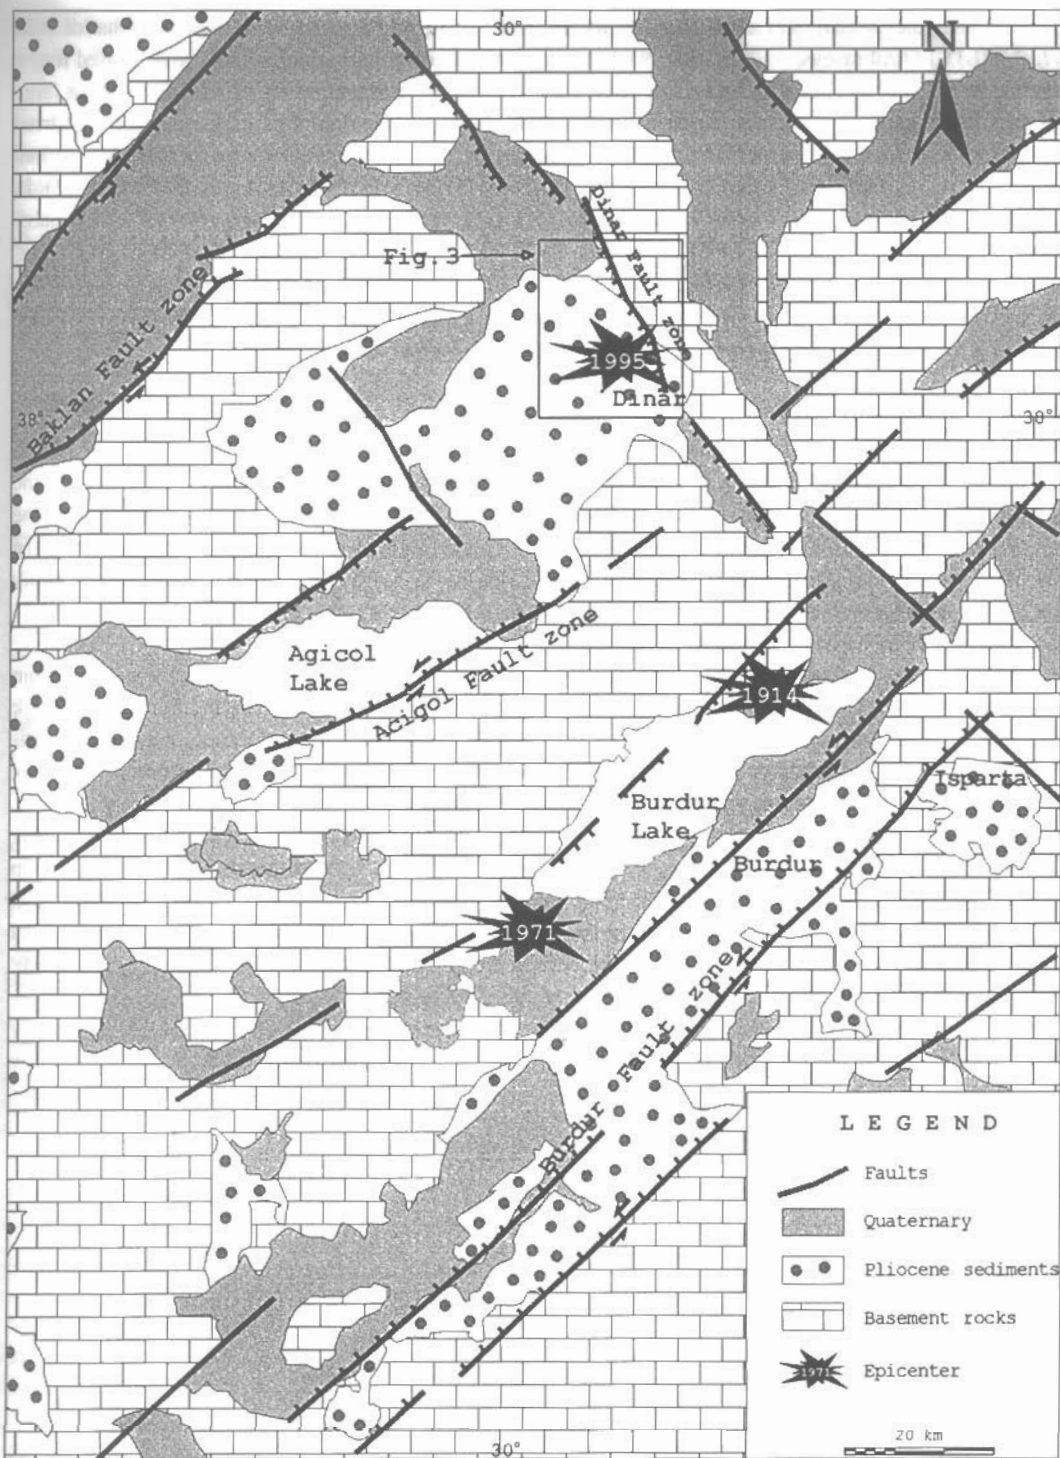 30°
N
Dinar Fault zone
Fig.3
Baklan Fault zone
1995
Dinar
38°
30°
Agicol
Lake
Acigol Fault zone
1914
Isparta
Burdur
Lake
Burdur
1971
Burdur Fault zone
LEGEND
Faults
Quaternary
Pliocene sediments
Basement rocks
1971
Epicenter
20 km
30°